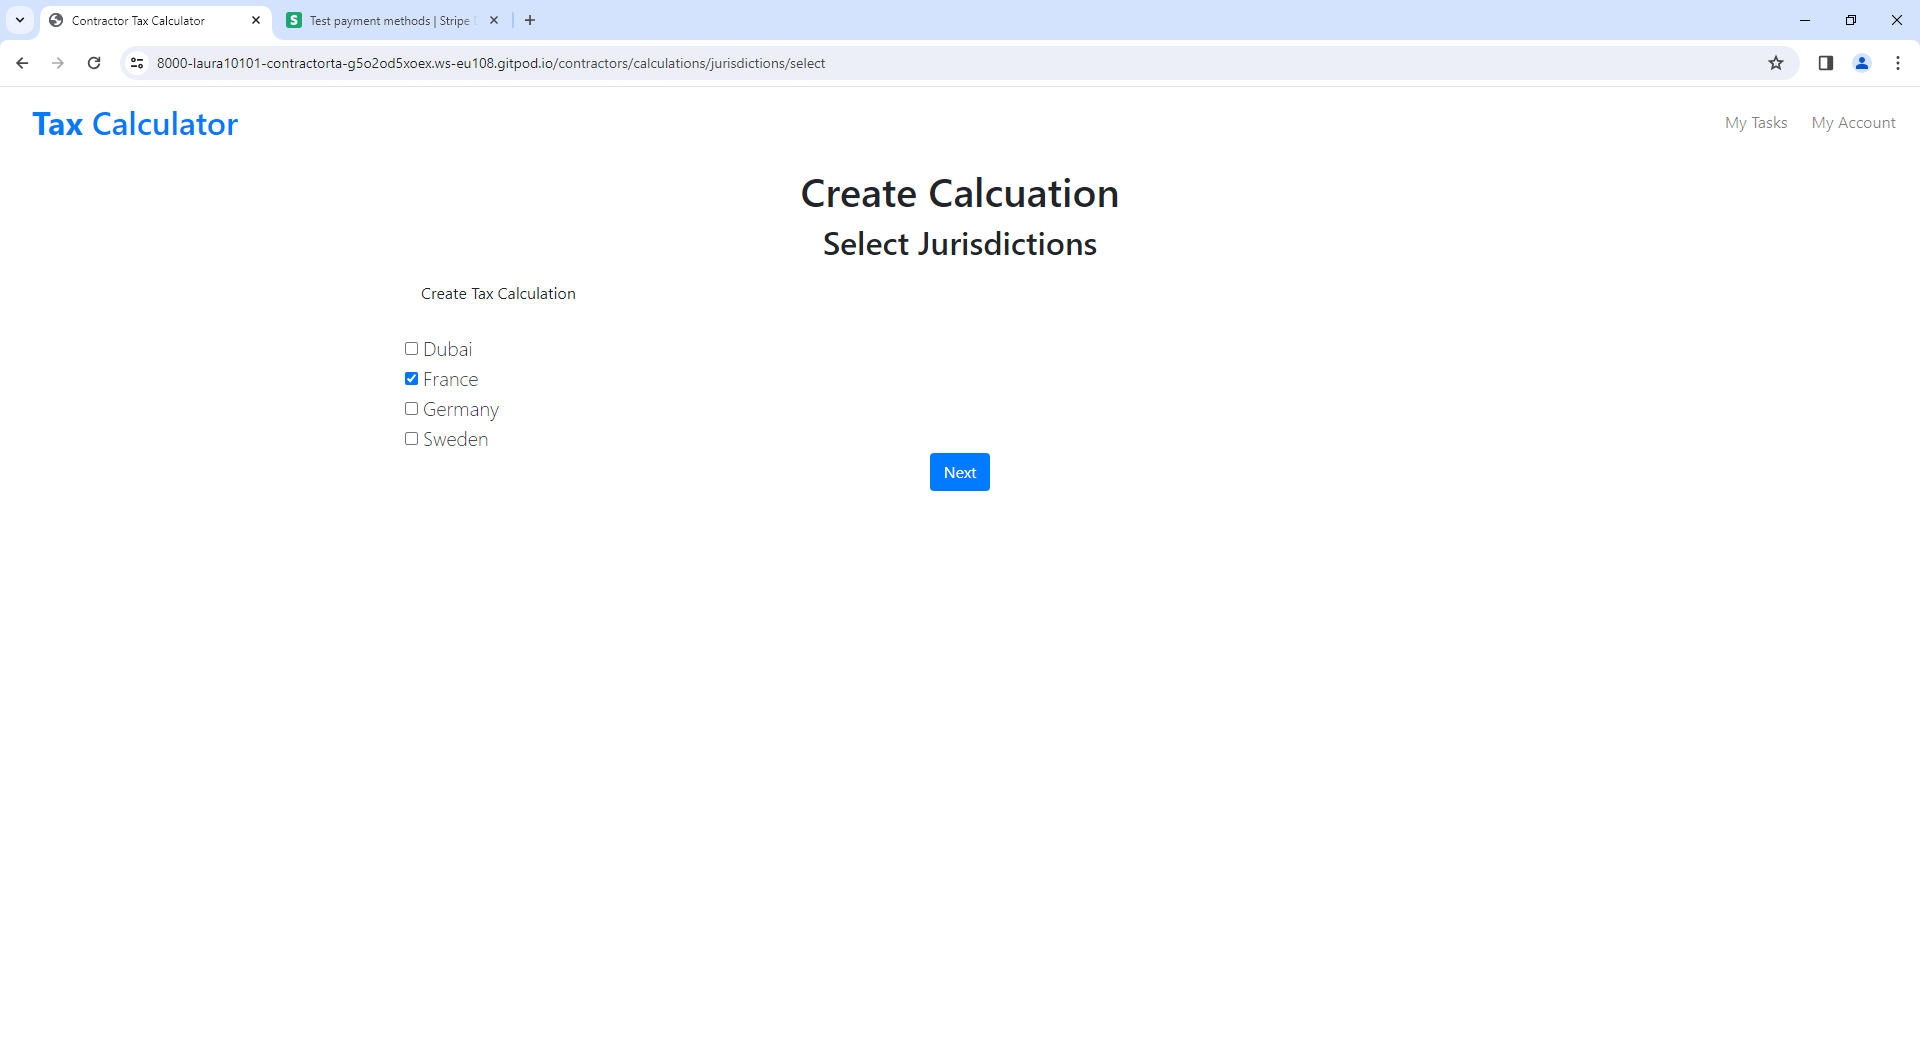 Contractor Tax Calculator
Test payment methods | Stripe
8000-laura10101-contractorta-g5o2od5xoex.ws-eu108.gitpod.io/contractors/calculations/jurisdictions/select
Tax Calculator
My Tasks
My Account
Create Calcuation
Select Jurisdictions
Create Tax Calculation
Dubai
France
Germany
Sweden
Next